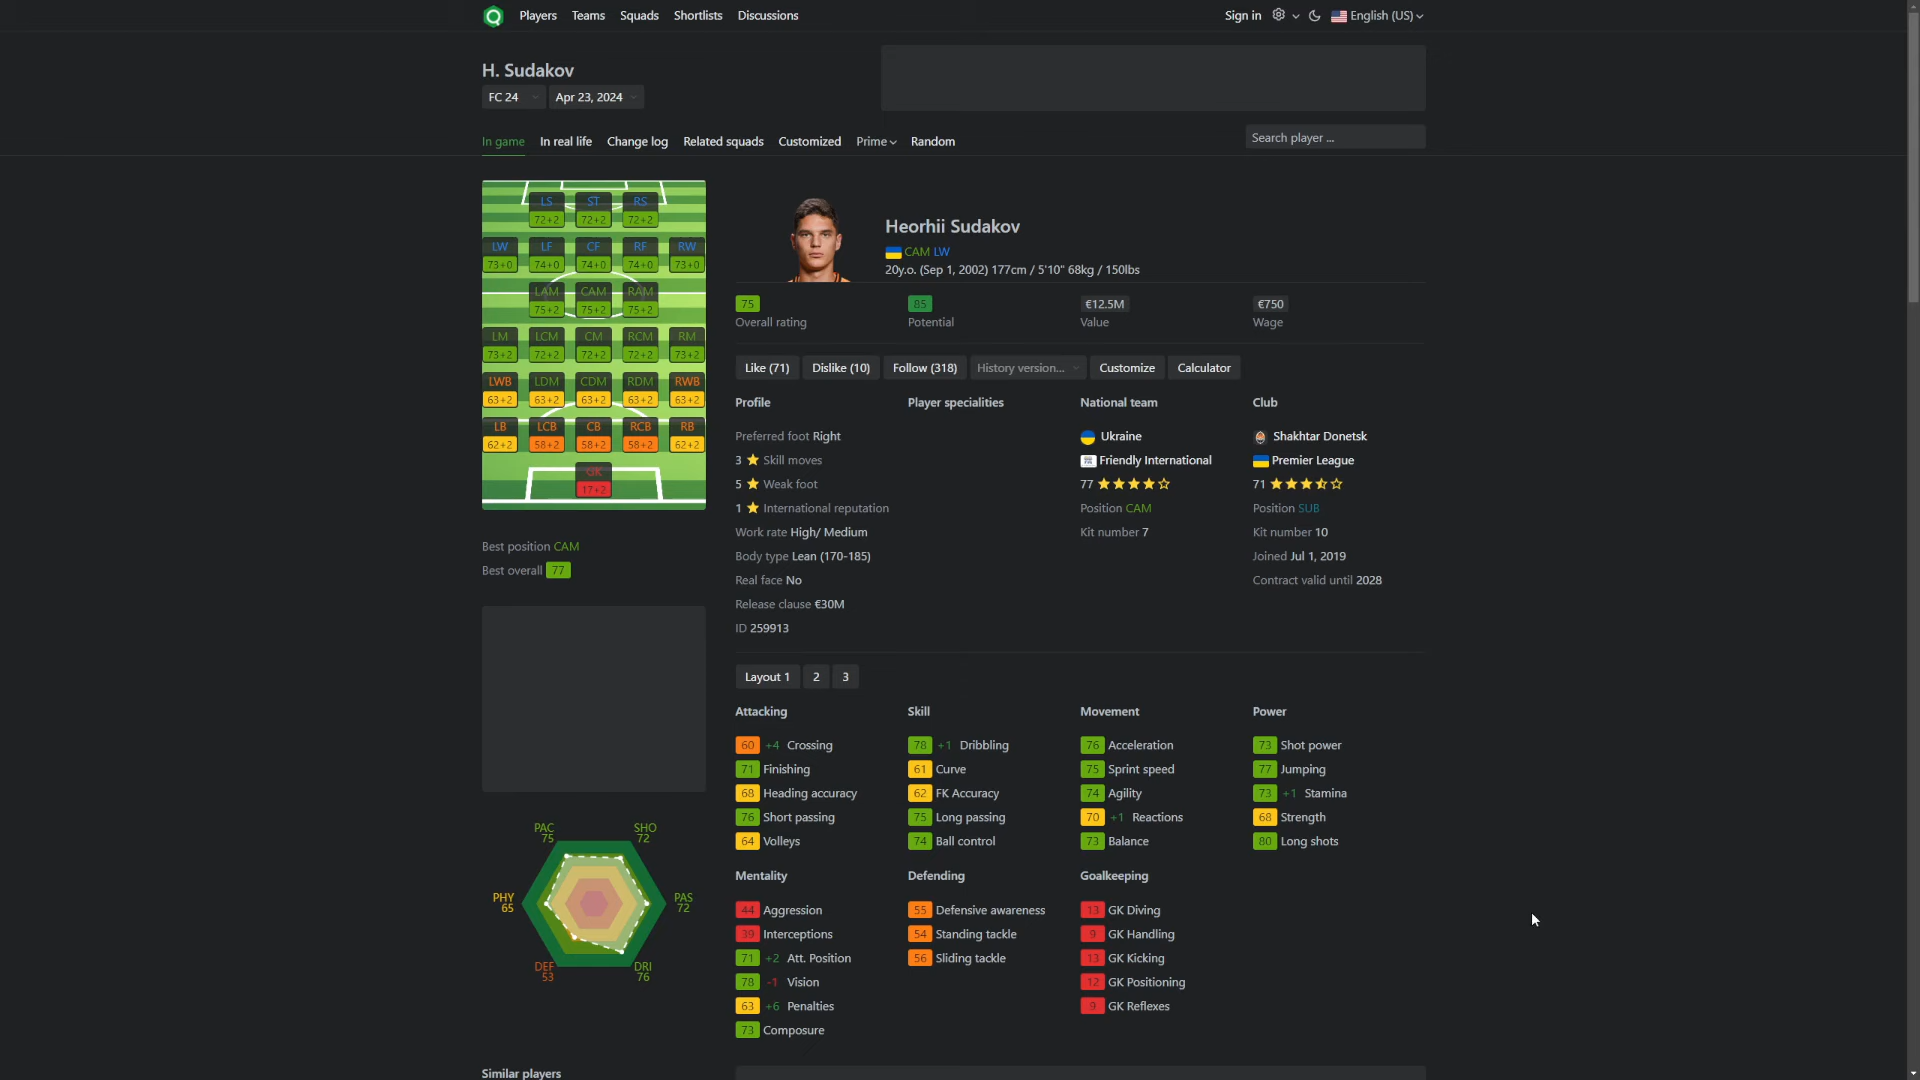 Players Teams Squads Shortlists Discussions Sign in English (US)
H. Sudakov
FC 24 Apr 23, 2024
In game In real life Change log Related squads Customized Prime Random Search player ...
LS ST RS
72+2 72+2 72+2
LW LF CF RF RW
73+0 74+0 74+0 74+0 73+0
LAM CAM RAM
75+2 75+2 75+2
LM LCM CM RCM RM
73+2 72+2 72+2 72+2 73+2
LWB LDM CDM RDM RWB
63+2 63+2 63+2 63+2 63+2
LB LCB CB RCB RB
62+2 58+2 58+2 58+2 62+2
GK
17+2
Best position CAM
Best overall 77
PAC 75
SHO 72
PHY 65
PAS 72
DEF 53
DRI 76
Heorhii Sudakov
CAM LW
20y.o. (Sep 1, 2002) 177cm / 5'10" 68kg / 150lbs
75 85 €12.5M €750
Overall rating Potential Value Wage
Like (71) Dislike (10) Follow (318) History version... Customize Calculator
Profile
Preferred foot Right
3 Skill moves
5 Weak foot
1 International reputation
Work rate High/ Medium
Body type Lean (170-185)
Real face No
Release clause €30M
ID 259913
Player specialities
National team
Ukraine
Friendly International
77
Position CAM
Kit number 7
Club
Shakhtar Donetsk
Premier League
71
Position SUB
Kit number 10
Joined Jul 1, 2019
Contract valid until 2028
Layout 1 2 3
Attacking
60 +4 Crossing
71 Finishing
68 Heading accuracy
76 Short passing
64 Volleys
Skill
78 +1 Dribbling
61 Curve
62 FK Accuracy
75 Long passing
74 Ball control
Movement
76 Acceleration
75 Sprint speed
74 Agility
70 +1 Reactions
73 Balance
Power
73 Shot power
77 Jumping
73 +1 Stamina
68 Strength
80 Long shots
Mentality
44 Aggression
39 Interceptions
71 +2 Att. Position
78 -1 Vision
63 +6 Penalties
73 Composure
Defending
55 Defensive awareness
54 Standing tackle
56 Sliding tackle
Goalkeeping
13 GK Diving
9 GK Handling
13 GK Kicking
12 GK Positioning
9 GK Reflexes
Similar players